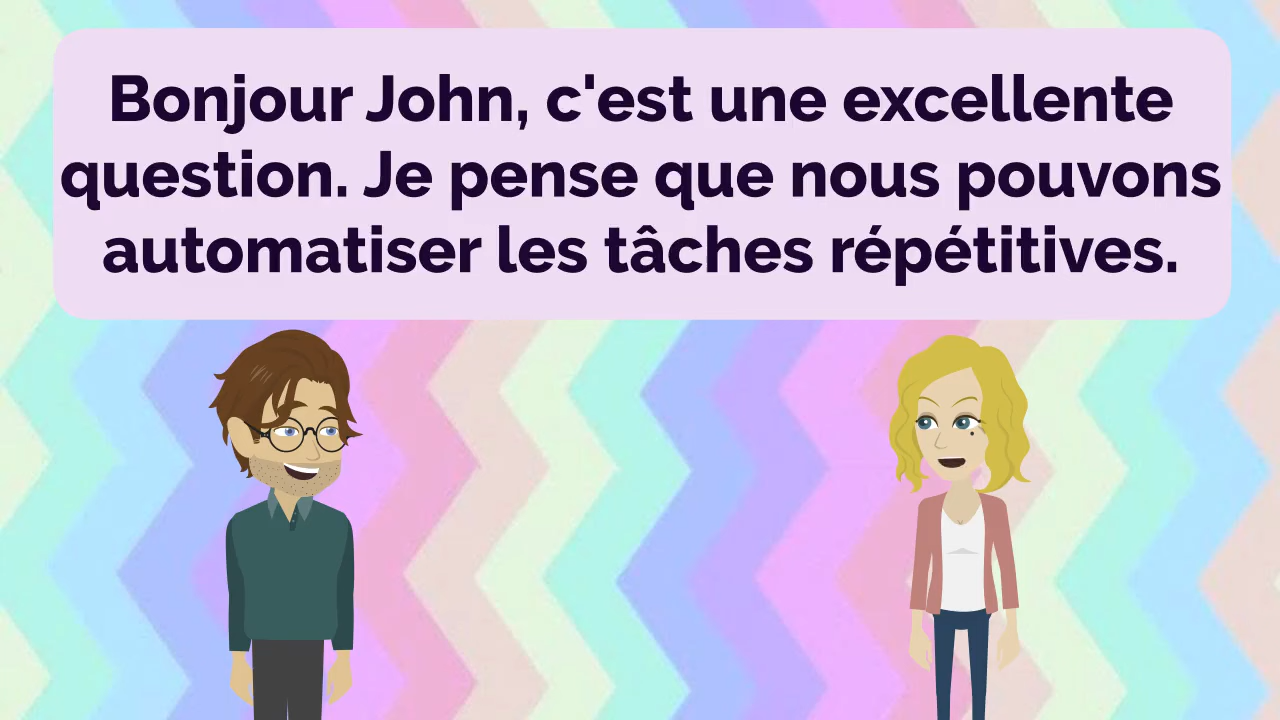 Bonjour John, c'est une excellente
question. Je pense que nous pouvons
automatiser les tâches répétitives.